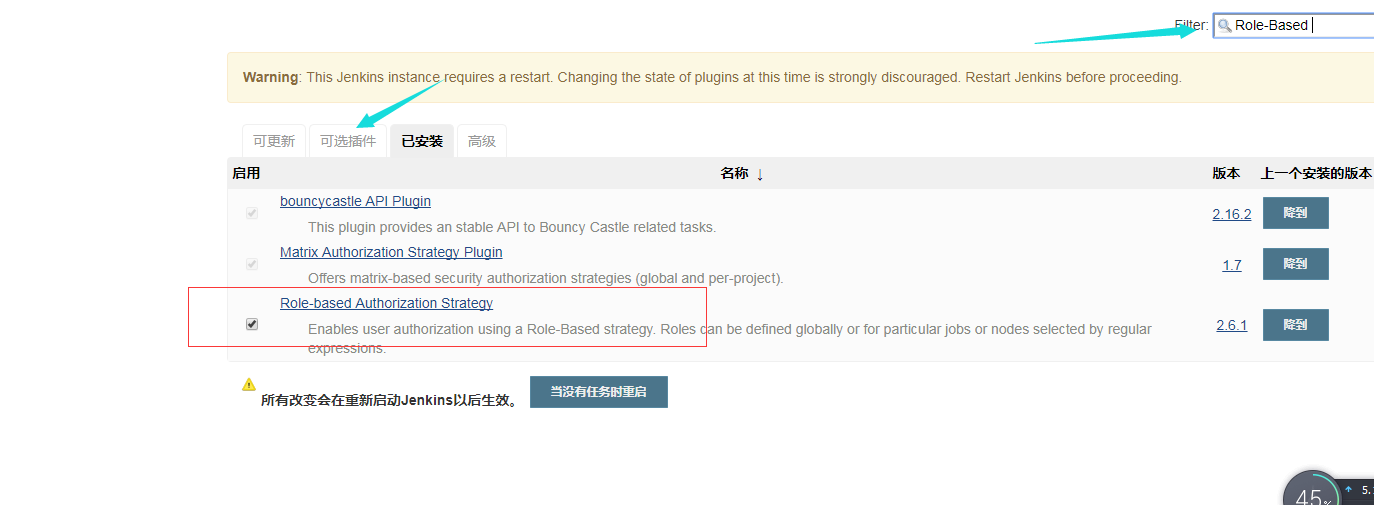 Filter: Role-Based
Warning: This Jenkins instance requires a restart. Changing the state of plugins at this time is strongly discouraged. Restart Jenkins before proceeding.
可更新 可选插件 已安装 高级
启用 名称 ↓ 版本 上一个安装的版本
bouncycastle API Plugin
This plugin provides an stable API to Bouncy Castle related tasks.
2.16.2 降到
Matrix Authorization Strategy Plugin
Offers matrix-based security authorization strategies (global and per-project).
1.7 降到
Role-based Authorization Strategy
Enables user authorization using a Role-Based strategy. Roles can be defined globally or for particular jobs or nodes selected by regular
expressions.
2.6.1 降到
所有改变会在重新启动Jenkins以后生效。 当没有任务时重启
45%